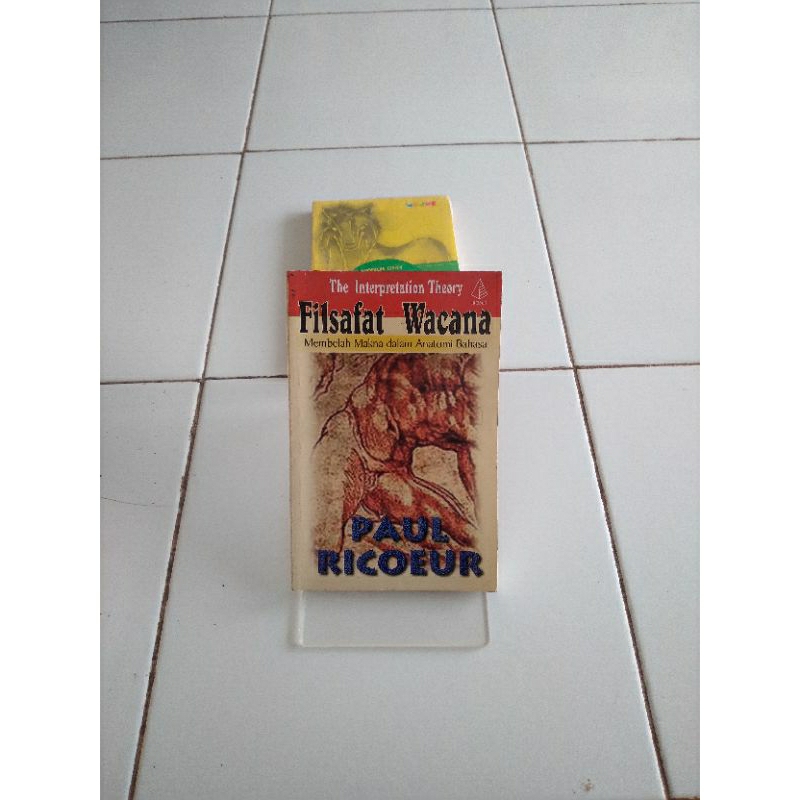 The Interpretation Theory
Filsafat Wacana
Membelah Makna dalam Anatomi Bahasa
PAUL
RICOEUR